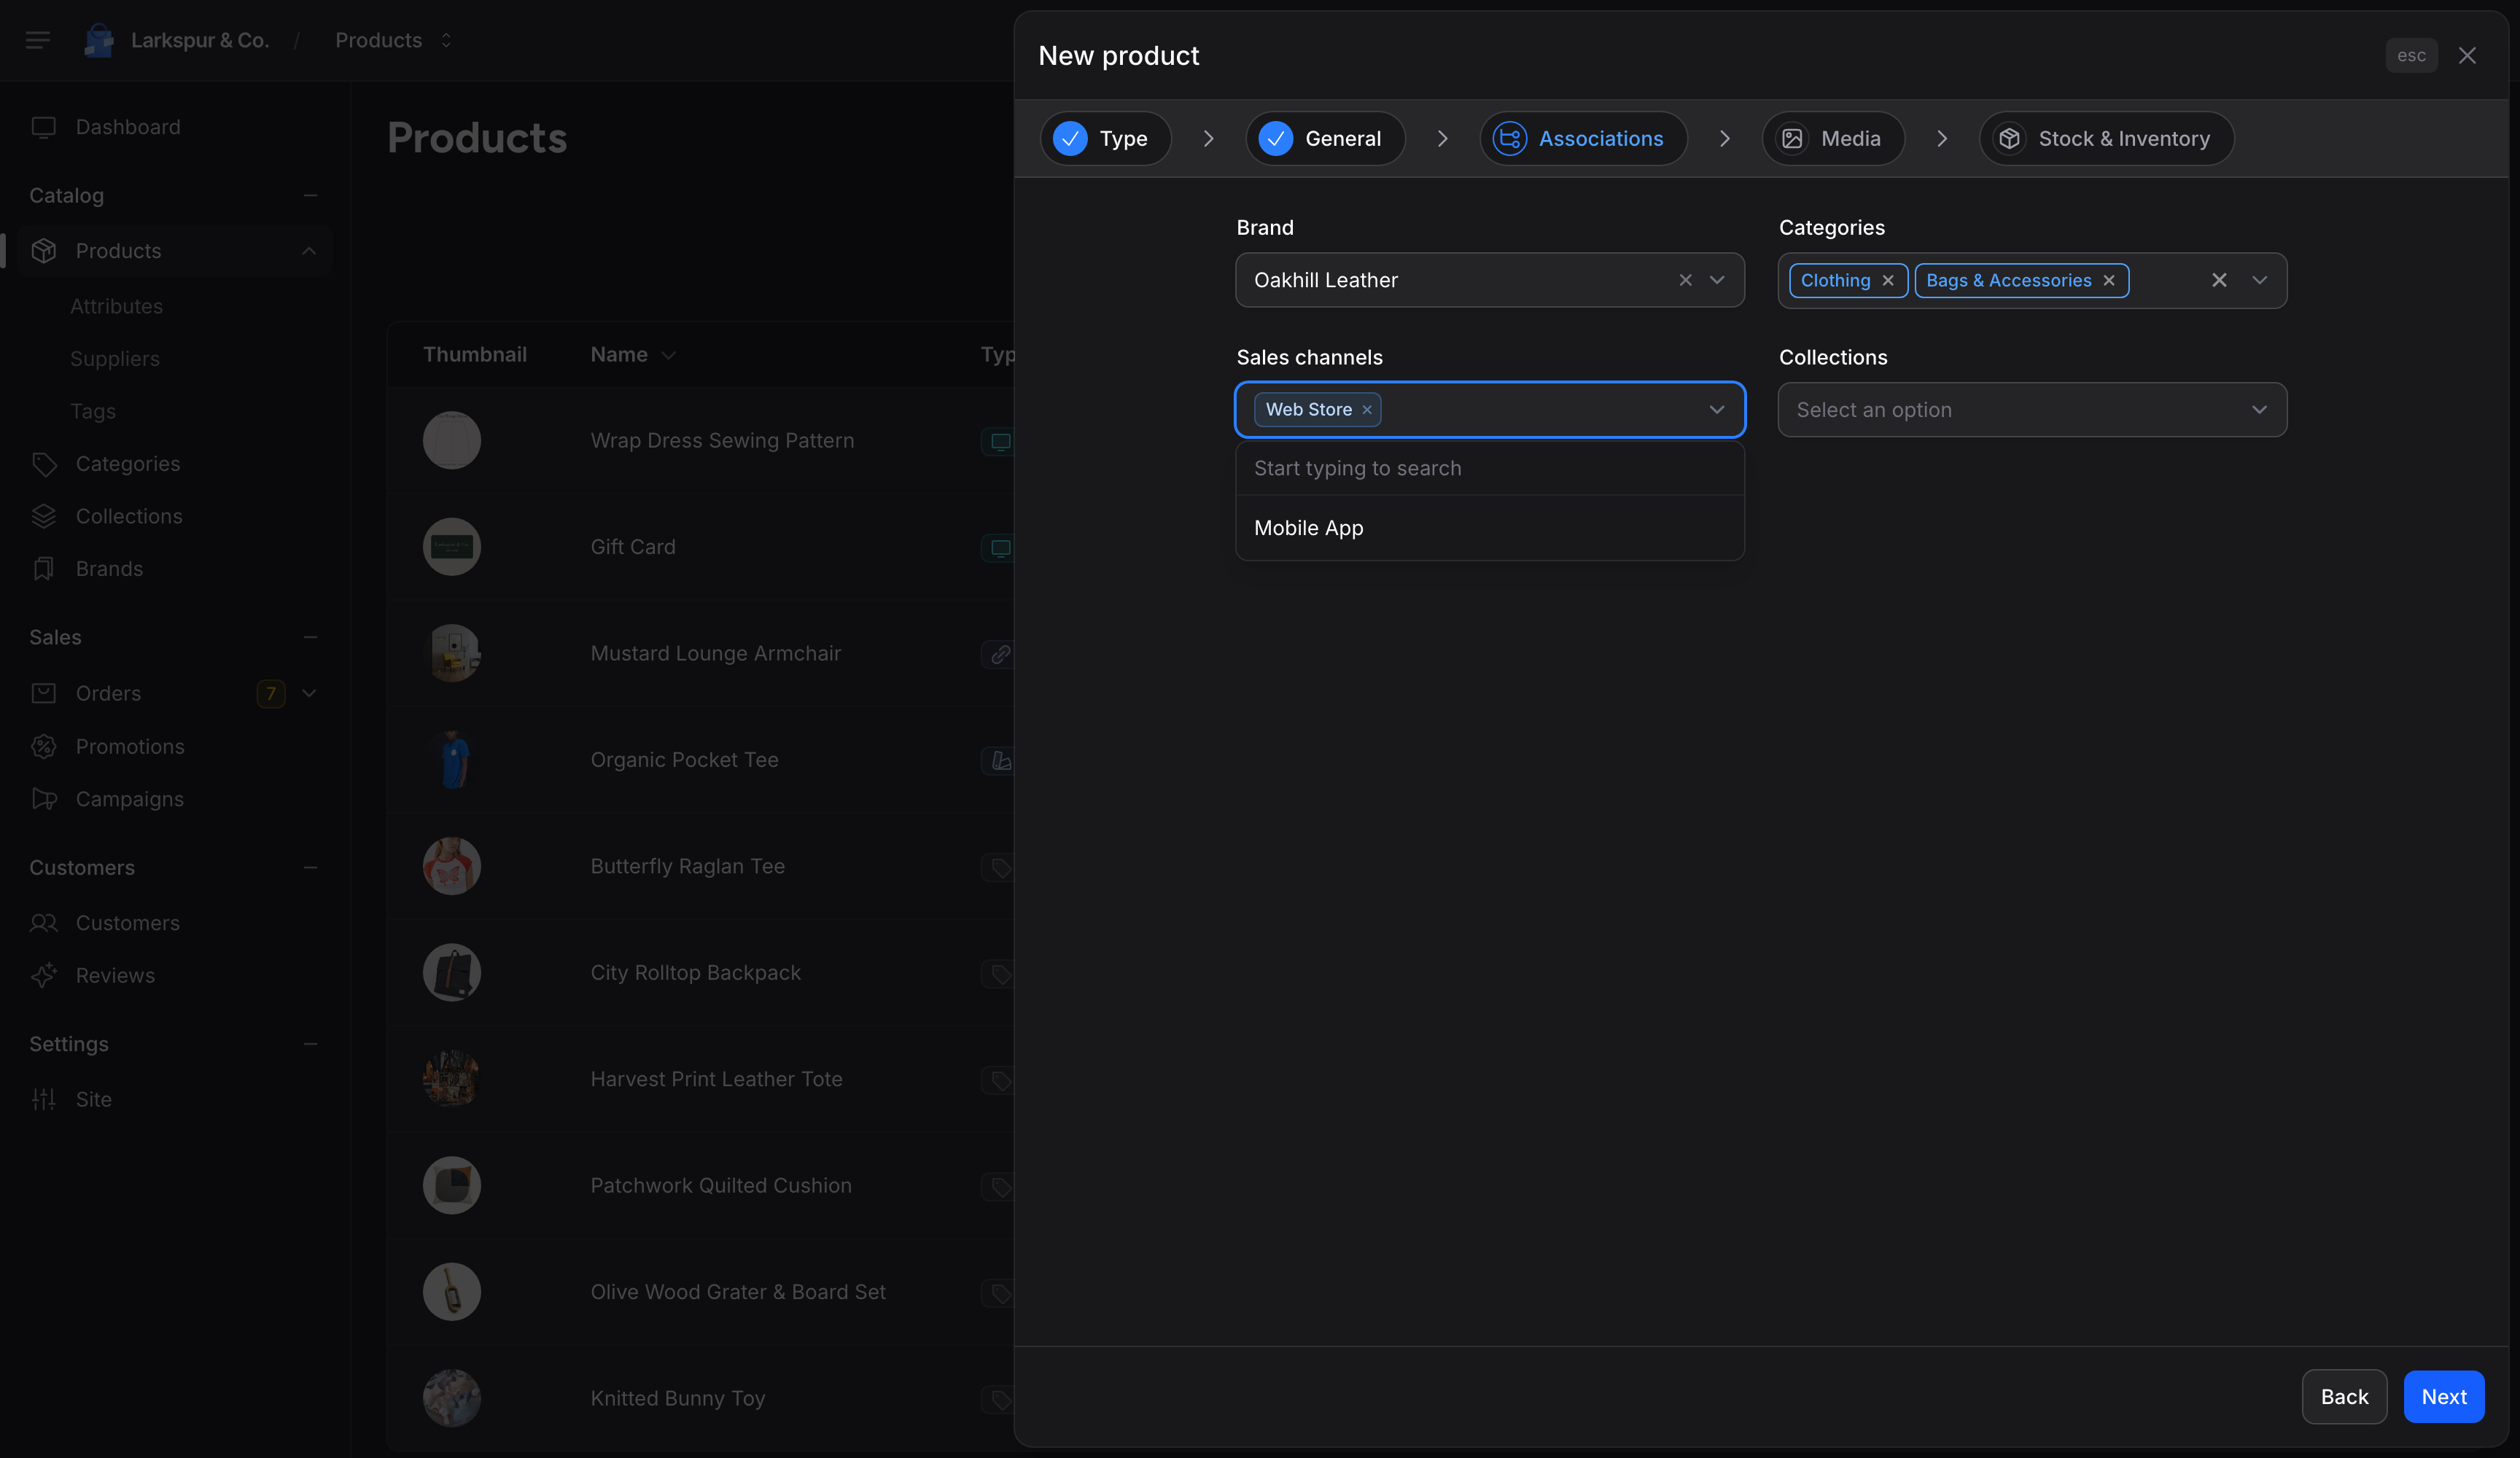 Larkspur & Co. / Products
Dashboard
Catalog
Products
Attributes
Suppliers
Tags
Categories
Collections
Brands
Sales
Orders 7
Promotions
Campaigns
Customers
Customers
Reviews
Settings
Site
Products
Thumbnail Name Typ
Wrap Dress Sewing Pattern
Gift Card
Mustard Lounge Armchair
Organic Pocket Tee
Butterfly Raglan Tee
City Rolltop Backpack
Harvest Print Leather Tote
Patchwork Quilted Cushion
Olive Wood Grater & Board Set
Knitted Bunny Toy
New product esc
Type General Associations Media Stock & Inventory
Brand Categories
Oakhill Leather Clothing Bags & Accessories
Sales channels Collections
Web Store Select an option
Start typing to search
Mobile App
Back Next